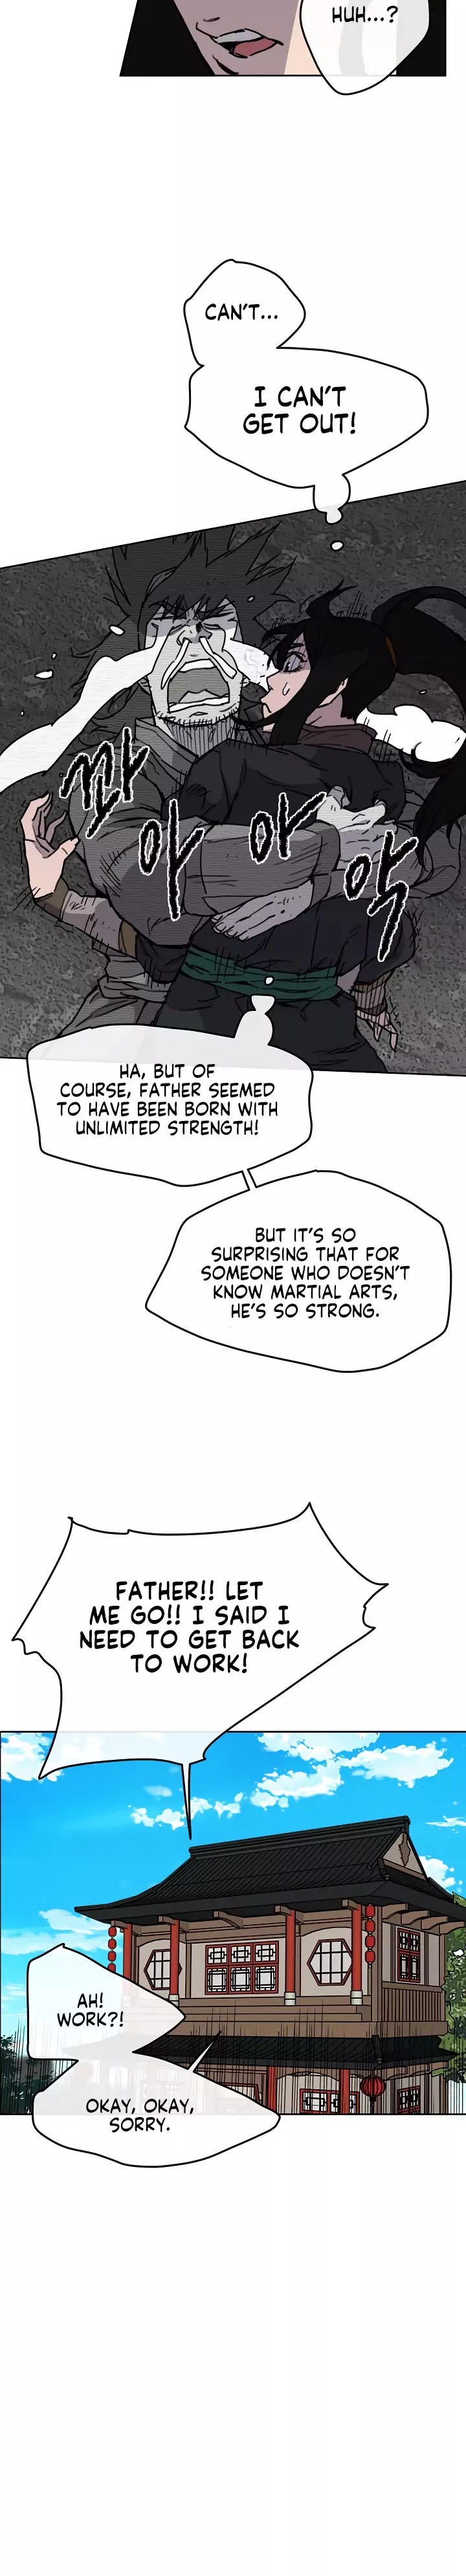 HUH...?
CAN'T...
I CAN'T
GET OUT!
꽈
아
아
악
HA, BUT OF
COURSE, FATHER SEEMED
TO HAVE BEEN BORN WITH
UNLIMITED STRENGTH!
BUT IT'S SO
SURPRISING THAT FOR
SOMEONE WHO DOESN'T
KNOW MARTIAL ARTS,
HE'S SO STRONG.
FATHER!! LET
ME GO!! I SAID I
NEED TO GET BACK
TO WORK!
AH!
WORK?!
OKAY, OKAY,
SORRY.